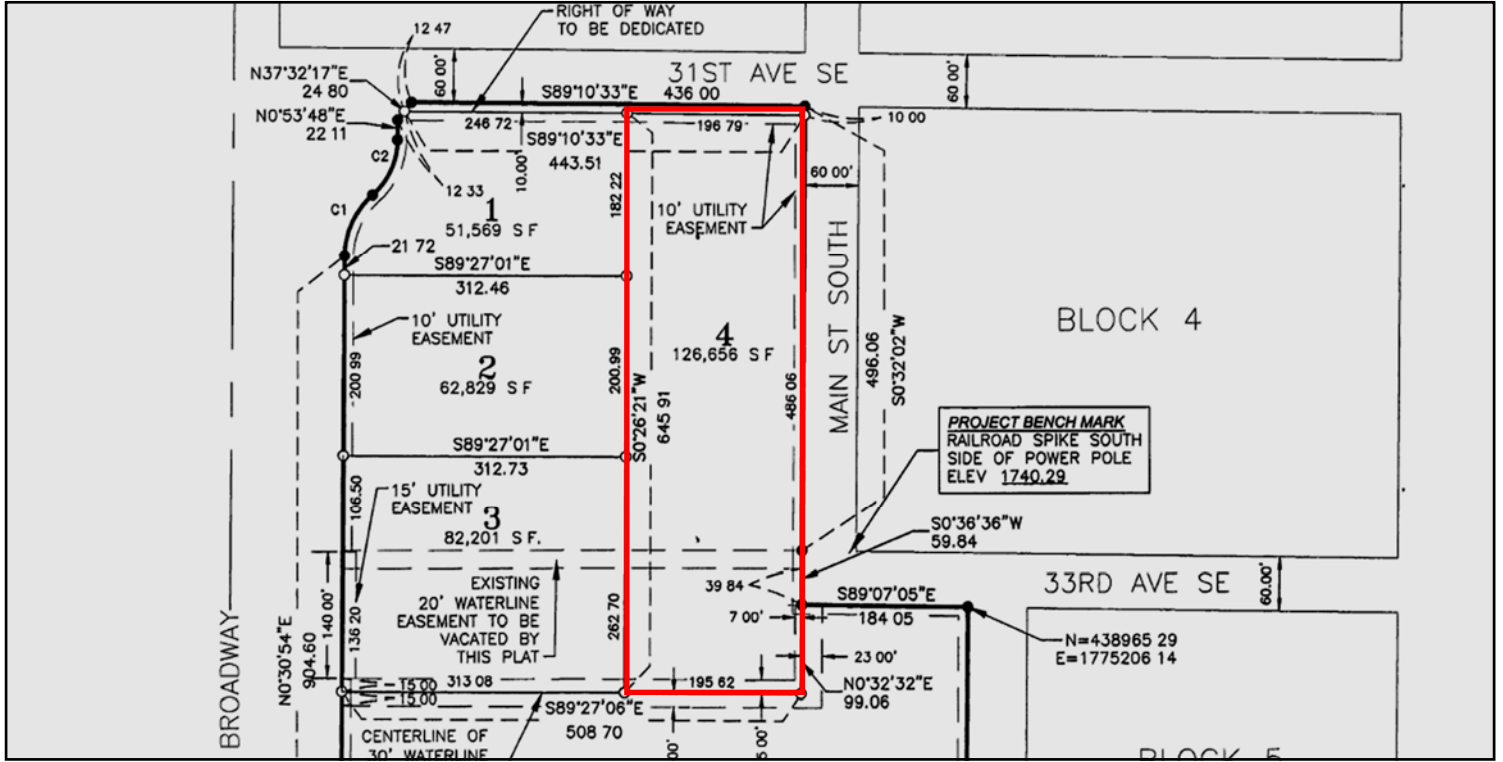 RIGHT OF WAY
TO BE DEDICATED
12 47
N37°32'17"E
24 80
60 00'
31ST AVE SE
60 00'
S89°10'33"E
436 00
N0°53'48"E
22 11
246 72
196 79
10 00
S89°10'33"E
443.51
C2
10.00'
12 33
60 00'
182 22
C1
1
51,569 S F
10' UTILITY
EASEMENT
21 72
S89°27'01"E
312.46
MAIN ST SOUTH
BLOCK 4
10' UTILITY
EASEMENT
4
126,656 S F
496.06
S0°32'02"W
2
62,829 S F
200 99
200.99
S0°26'21"W
645 91
486 06
PROJECT BENCH MARK
RAILROAD SPIKE SOUTH
SIDE OF POWER POLE
ELEV 1740.29
S89°27'01"E
312.73
15' UTILITY
EASEMENT
106.50
3
82,201 S F.
S0°36'36"W
59.84
EXISTING
20' WATERLINE
EASEMENT TO BE
VACATED BY
THIS PLAT
39 84
33RD AVE SE
60.00'
S89°07'05"E
184 05
7 00'
262 70
140 00'
136 20
N0°30'54"E
904.60
BROADWAY
N=438965 29
E=1775206 14
23 00'
N0°32'32"E
99.06
15 00
15 00
313 08
195 62
S89°27'06"E
508 70
CENTERLINE OF
30' WATERLINE
BLOCK 5